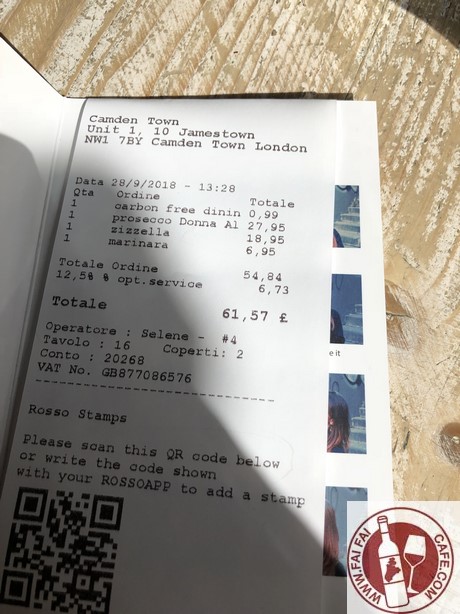 Camden Town
Unit 1, 10 Jamestown
NW1 7BY Camden Town London
Data 28/9/2018 - 13:28
Qta Ordine Totale
1 carbon free dinin 0,99
1 prosecco Donna Al 27,95
1 zizzella 18,95
1 marinara 6,95
Totale Ordine 54,84
12,5% % opt.service 6,73
Totale 61,57 £
Operatore : Selene - #4
Tavolo : 16 Coperti: 2
Conto : 20268
VAT No. GB877086576
--------------------------
Rosso Stamps
Please scan this QR code below
or write the code shown
with your ROSSOAPP to add a stamp
e it
WWW.FAI FAI CAFE.COM